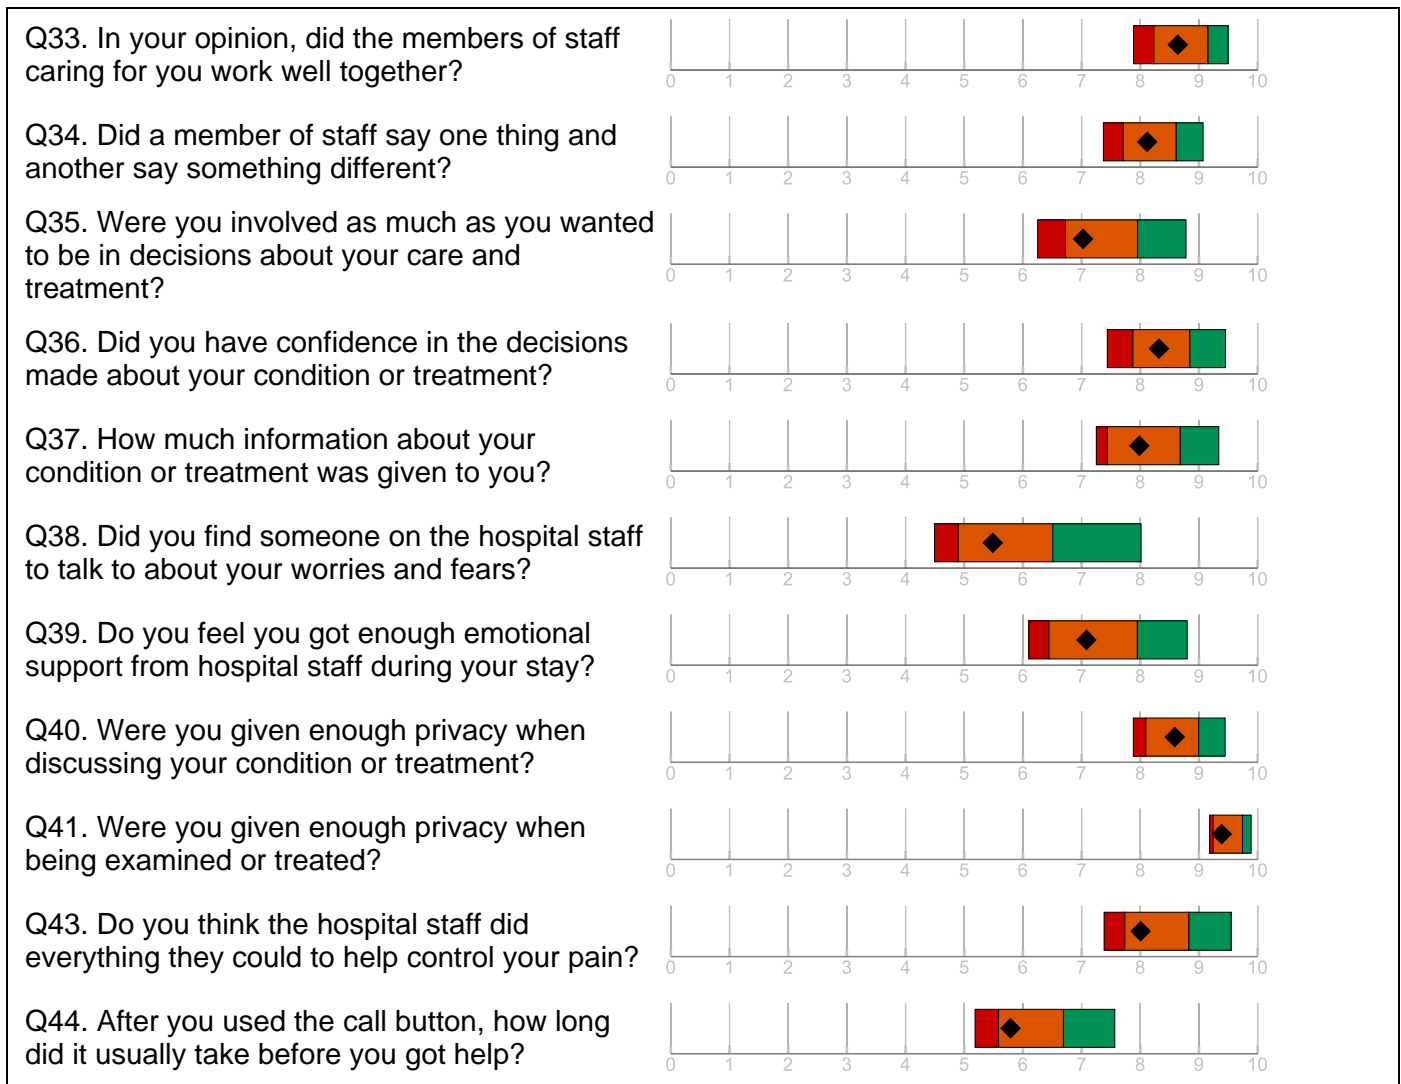 Q33. In your opinion, did the members of staff
caring for you work well together?
0 1 2 3 4 5 6 7 8 9 10
Q34. Did a member of staff say one thing and
another say something different?
0 1 2 3 4 5 6 7 8 9 10
Q35. Were you involved as much as you wanted
to be in decisions about your care and
treatment?
0 1 2 3 4 5 6 7 8 9 10
Q36. Did you have confidence in the decisions
made about your condition or treatment?
0 1 2 3 4 5 6 7 8 9 10
Q37. How much information about your
condition or treatment was given to you?
0 1 2 3 4 5 6 7 8 9 10
Q38. Did you find someone on the hospital staff
to talk to about your worries and fears?
0 1 2 3 4 5 6 7 8 9 10
Q39. Do you feel you got enough emotional
support from hospital staff during your stay?
0 1 2 3 4 5 6 7 8 9 10
Q40. Were you given enough privacy when
discussing your condition or treatment?
0 1 2 3 4 5 6 7 8 9 10
Q41. Were you given enough privacy when
being examined or treated?
0 1 2 3 4 5 6 7 8 9 10
Q43. Do you think the hospital staff did
everything they could to help control your pain?
0 1 2 3 4 5 6 7 8 9 10
Q44. After you used the call button, how long
did it usually take before you got help?
0 1 2 3 4 5 6 7 8 9 10